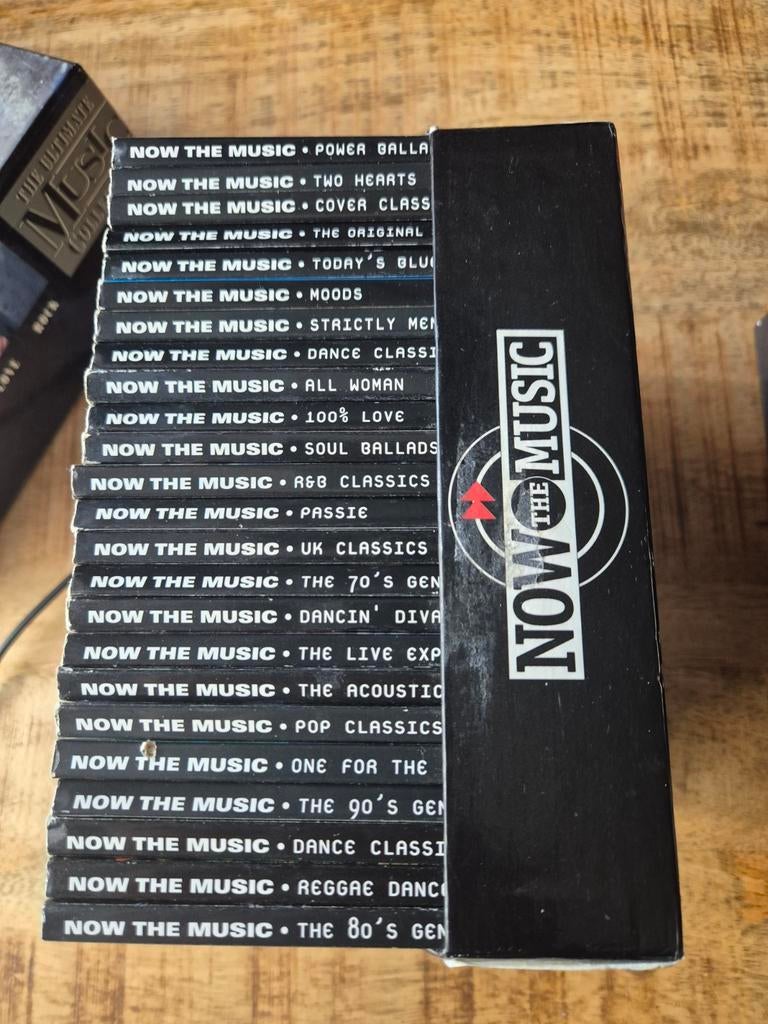 THE ULTIMATE
Music
ROCK
LOVE
NOW THE MUSIC • POWER BALLA
NOW THE MUSIC • TWO HEARTS
NOW THE MUSIC • COVER CLASS
NOW THE MUSIC • THE ORIGINAL
NOW THE MUSIC • TODAY'S BLU
NOW THE MUSIC • MOODS
NOW THE MUSIC • STRICTLY MEN
NOW THE MUSIC • DANCE CLASSI
NOW THE MUSIC • ALL WOMAN
NOW THE MUSIC • 100% LOVE
NOW THE MUSIC • SOUL BALLADS
NOW THE MUSIC • R&B CLASSICS
NOW THE MUSIC • PASSIE
NOW THE MUSIC • UK CLASSICS
NOW THE MUSIC • THE 70'S GEN
NOW THE MUSIC • DANCIN' DIVA
NOW THE MUSIC • THE LIVE EXP
NOW THE MUSIC • THE ACOUSTIC
NOW THE MUSIC • POP CLASSICS
NOW THE MUSIC • ONE FOR THE
NOW THE MUSIC • THE 90'S GEN
NOW THE MUSIC • DANCE CLASSI
NOW THE MUSIC • REGGAE DANC
NOW THE MUSIC • THE 80'S GEN
NOW THE MUSIC